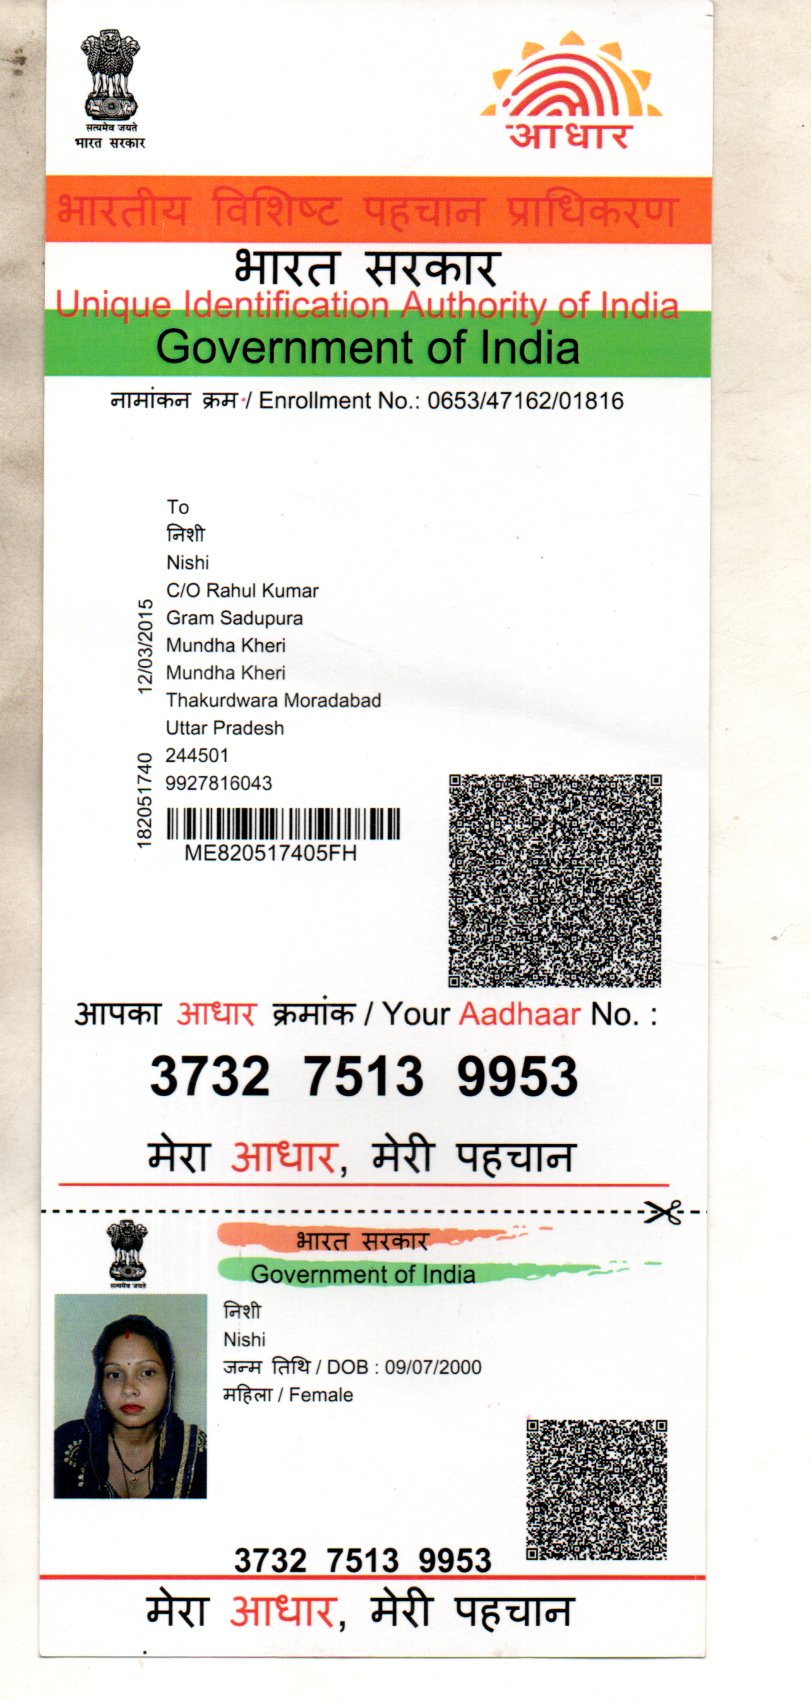 सत्यमेव जयते
भारत सरकार
आधार
भारतीय विशिष्ट पहचान प्राधिकरण
भारत सरकार
Unique Identification Authority of India
Government of India
नामांकन क्रम / Enrollment No.: 0653/47162/01816
To
निशी
Nishi
C/O Rahul Kumar
Gram Sadupura
Mundha Kheri
Mundha Kheri
Thakurdwara Moradabad
Uttar Pradesh
244501
9927816043
12/03/2015
182051740
ME820517405FH
आपका आधार क्रमांक / Your Aadhaar No. :
3732 7513 9953
मेरा आधार, मेरी पहचान
सत्यमेव जयते
भारत सरकार
Government of India
निशी
Nishi
जन्म तिथि / DOB : 09/07/2000
महिला / Female
3732 7513 9953
मेरा आधार, मेरी पहचान